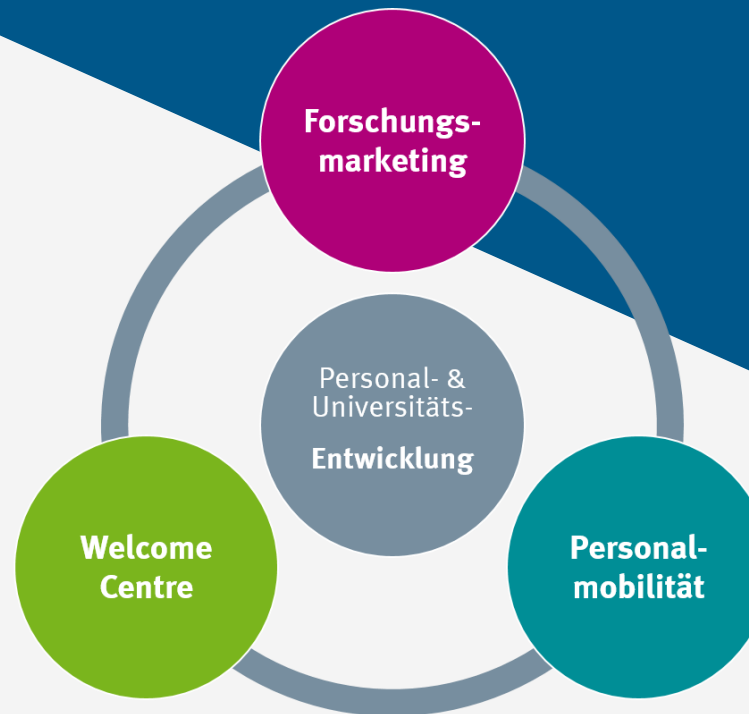 Forschungs-
marketing
Personal- &
Universitäts-
Entwicklung
Welcome
Centre
Personal-
mobilität